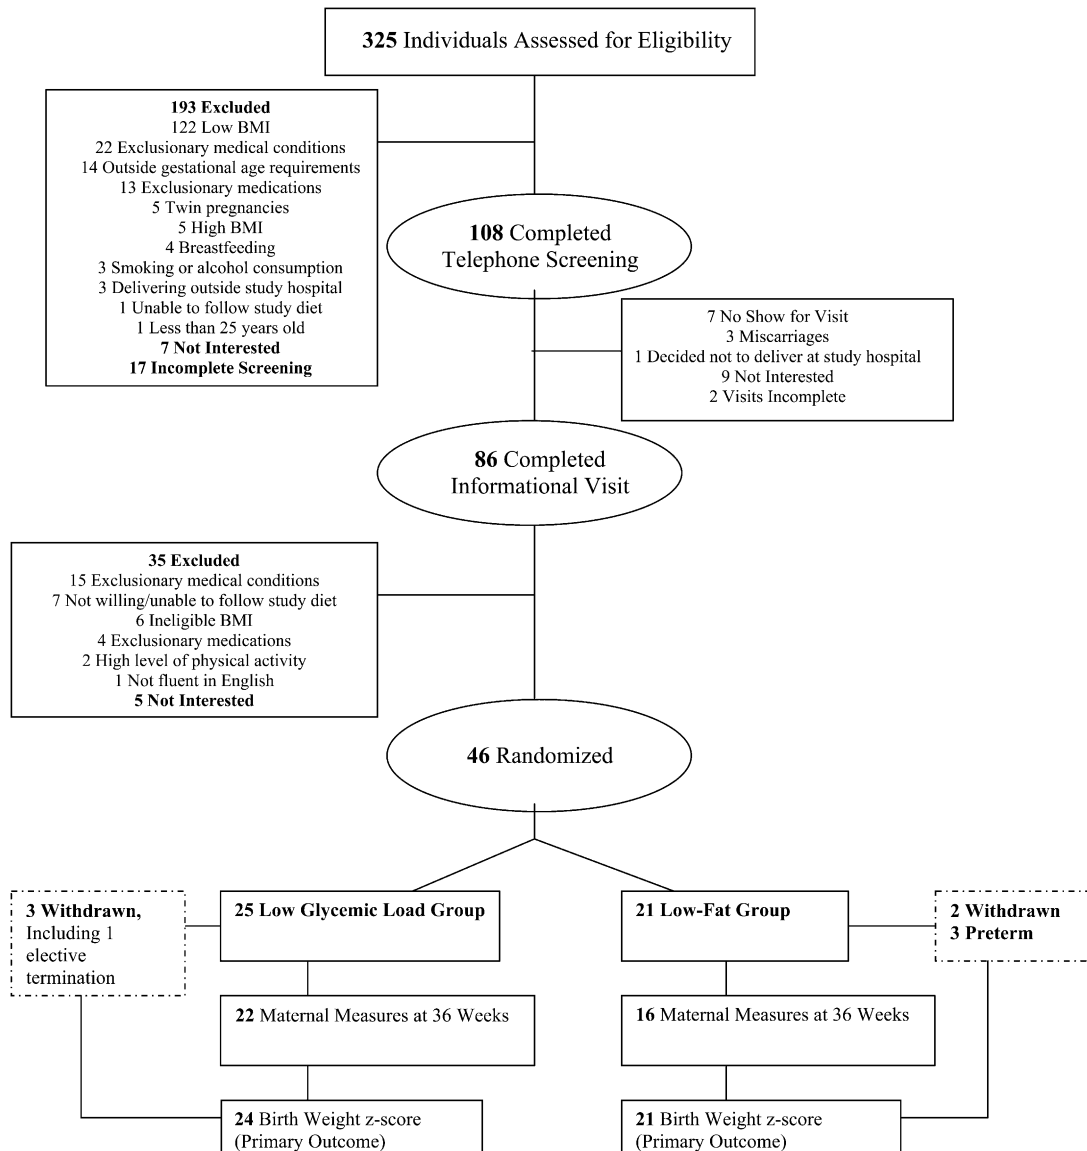 325 Individuals Assessed for Eligibility
193 Excluded
122 Low BMI
22 Exclusionary medical conditions
14 Outside gestational age requirements
13 Exclusionary medications
5 Twin pregnancies
5 High BMI
4 Breastfeeding
3 Smoking or alcohol consumption
3 Delivering outside study hospital
1 Unable to follow study diet
1 Less than 25 years old
7 Not Interested
17 Incomplete Screening
108 Completed
Telephone Screening
7 No Show for Visit
3 Miscarriages
1 Decided not to deliver at study hospital
9 Not Interested
2 Visits Incomplete
86 Completed
Informational Visit
35 Excluded
15 Exclusionary medical conditions
7 Not willing/unable to follow study diet
6 Ineligible BMI
4 Exclusionary medications
2 High level of physical activity
1 Not fluent in English
5 Not Interested
46 Randomized
3 Withdrawn,
Including 1
elective
termination
25 Low Glycemic Load Group
21 Low-Fat Group
2 Withdrawn
3 Preterm
22 Maternal Measures at 36 Weeks
16 Maternal Measures at 36 Weeks
24 Birth Weight z-score
(Primary Outcome)
21 Birth Weight z-score
(Primary Outcome)